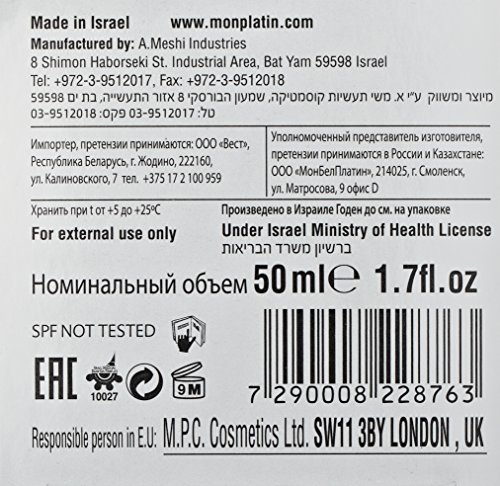 Made in Israel www.monplatin.com
Manufactured by: A.Meshi Industries
8 Shimon Haborseki St. Industrial Area, Bat Yam 59598 Israel
Tel: +972-3-9512017, Fax: +972-3-9512018
מיוצר ומשווק ע״י א. משי תעשיות קוסמטיקה, שמעון הבורסקי 8 אזור התעשייה, בת ים 59598
טל: 03-9512017 פקס: 03-9512018
Импортер, претензии принимаются: ООО «Вест»,
Республика Беларусь, г. Жодино, 222160,
ул. Калиновского, 7 тел. +375 17 2 100 959
Уполномоченный представитель изготовителя,
претензии принимаются в России и Казахстане:
ООО «МонБелПлатин», 214025, г. Смоленск,
ул. Матросова, 9 офис D
Хранить при t от +5 до +25ºC
Произведено в Израиле Годен до см. на упаковке
For external use only
Under Israel Ministry of Health License
ברשיון משרד הבריאות
Номинальный объем 50 ml℮ 1.7fl.oz
SPF NOT TESTED
EAC 10027 9 M
7 290008 228763
Responsible person in E.U: M.P.C. Cosmetics Ltd. SW11 3BY LONDON , UK